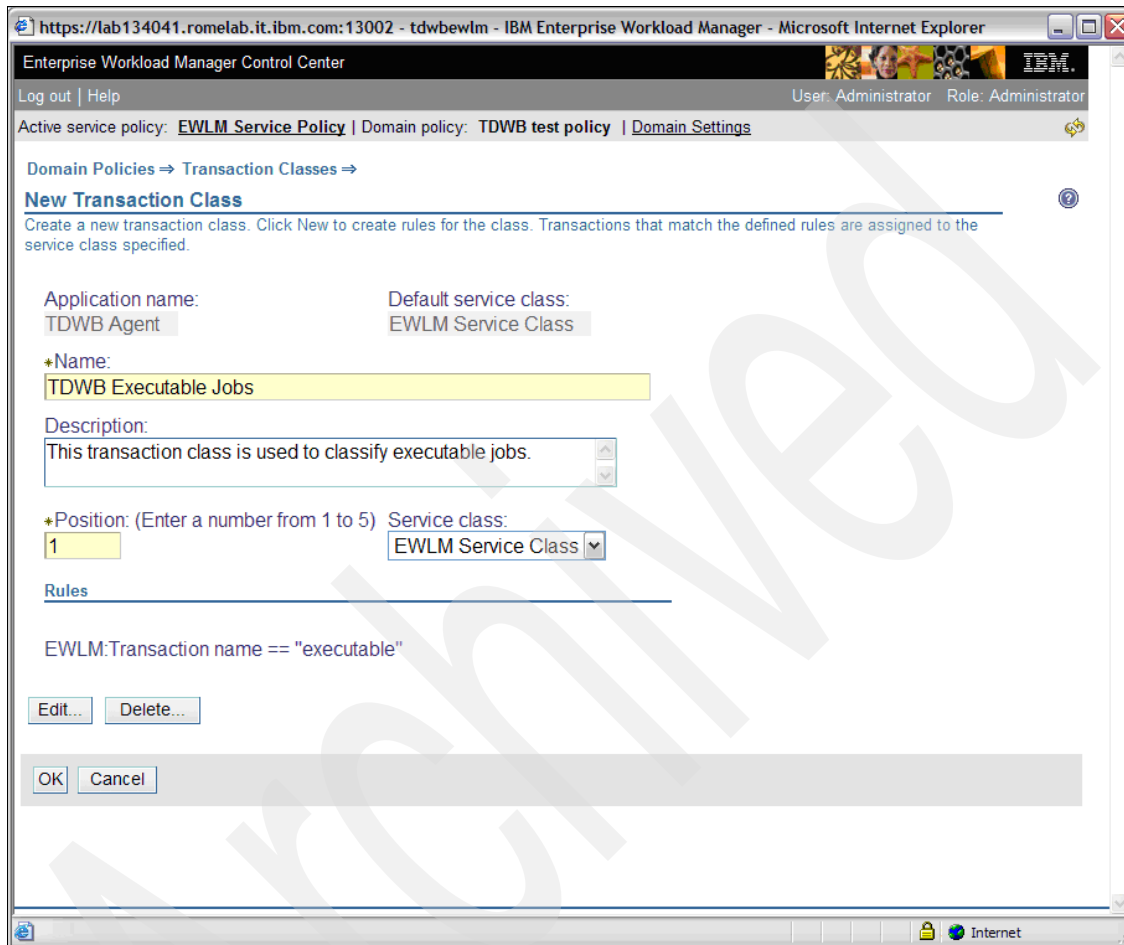 https://lab134041.romelab.it.ibm.com:13002 - tdwbewlm - IBM Enterprise Workload Manager - Microsoft Internet Explorer
Enterprise Workload Manager Control Center
IBM.
Log out | Help
User: Administrator Role: Administrator
Active service policy: EWLM Service Policy | Domain policy: TDWB test policy | Domain Settings
Domain Policies ⇒ Transaction Classes ⇒
New Transaction Class
Create a new transaction class. Click New to create rules for the class. Transactions that match the defined rules are assigned to the
service class specified.
Application name:
TDWB Agent
Default service class:
EWLM Service Class
*Name:
TDWB Executable Jobs
Description:
This transaction class is used to classify executable jobs.
*Position: (Enter a number from 1 to 5)
1
Service class:
EWLM Service Class
Rules
EWLM:Transaction name == "executable"
Edit... Delete...
OK Cancel
Internet
Archived